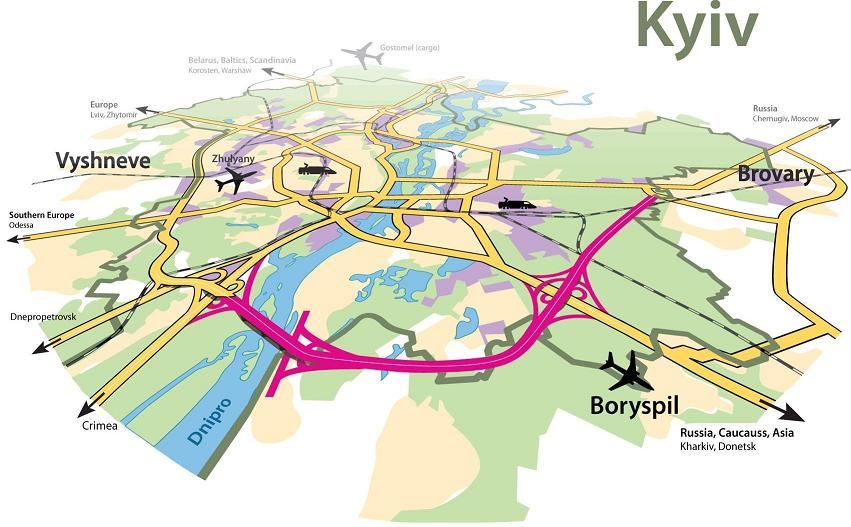 Kyiv
Gostomel (cargo)
Belarus, Baltics, Scandinavia
Korosten, Warshaw
Europe
Lviv, Zhytomir
Russia
Chernugiv, Moscow
Vyshneve
Zhulyany
Brovary
Southern Europe
Odessa
Dnepropetrovsk
Boryspil
Dnipro
Crimea
Russia, Caucauss, Asia
Kharkiv, Donetsk